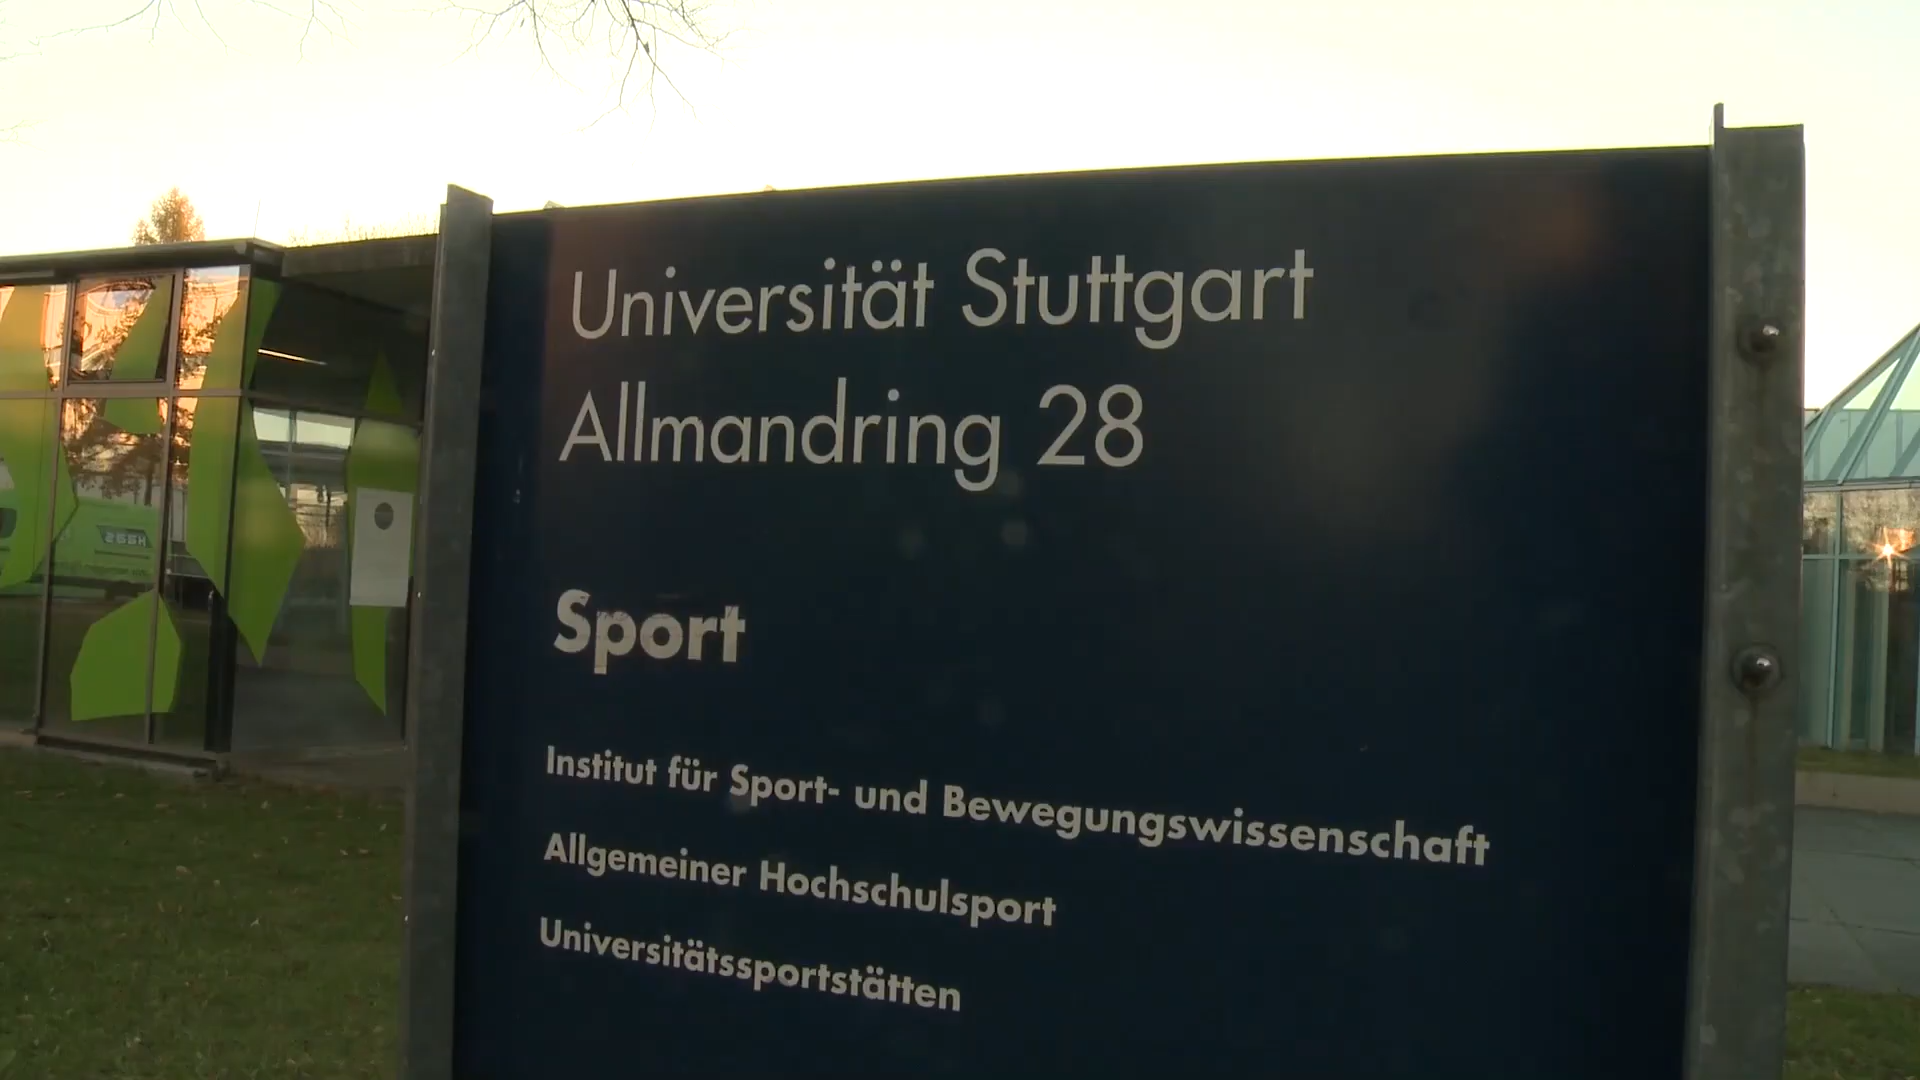 Universität Stuttgart
Allmandring 28
Sport
Institut für Sport- und Bewegungswissenschaft
Allgemeiner Hochschulsport
Universitätssportstätten